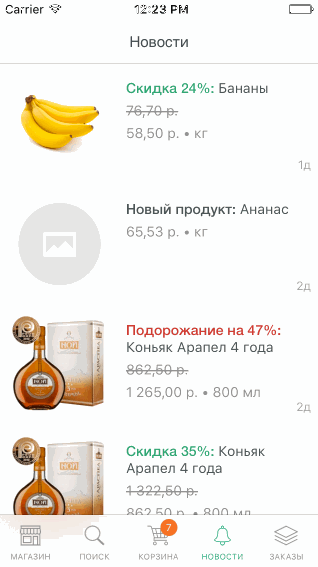 Carrier 12:23 PM
Новости
Скидка 24%: Бананы
76,70 р.
58,50 р. • кг
1д
Новый продукт: Ананас
65,53 р. • кг
2д
Подорожание на 47%:
Коньяк Арапел 4 года
862,50 р.
1 265,00 р. • 800 мл
2д
Скидка 35%: Коньяк
Арапел 4 года
1 322,50 р.
862,50 р. • 800 мл
7
МАГАЗИН ПОИСК КОРЗИНА НОВОСТИ ЗАКАЗЫ